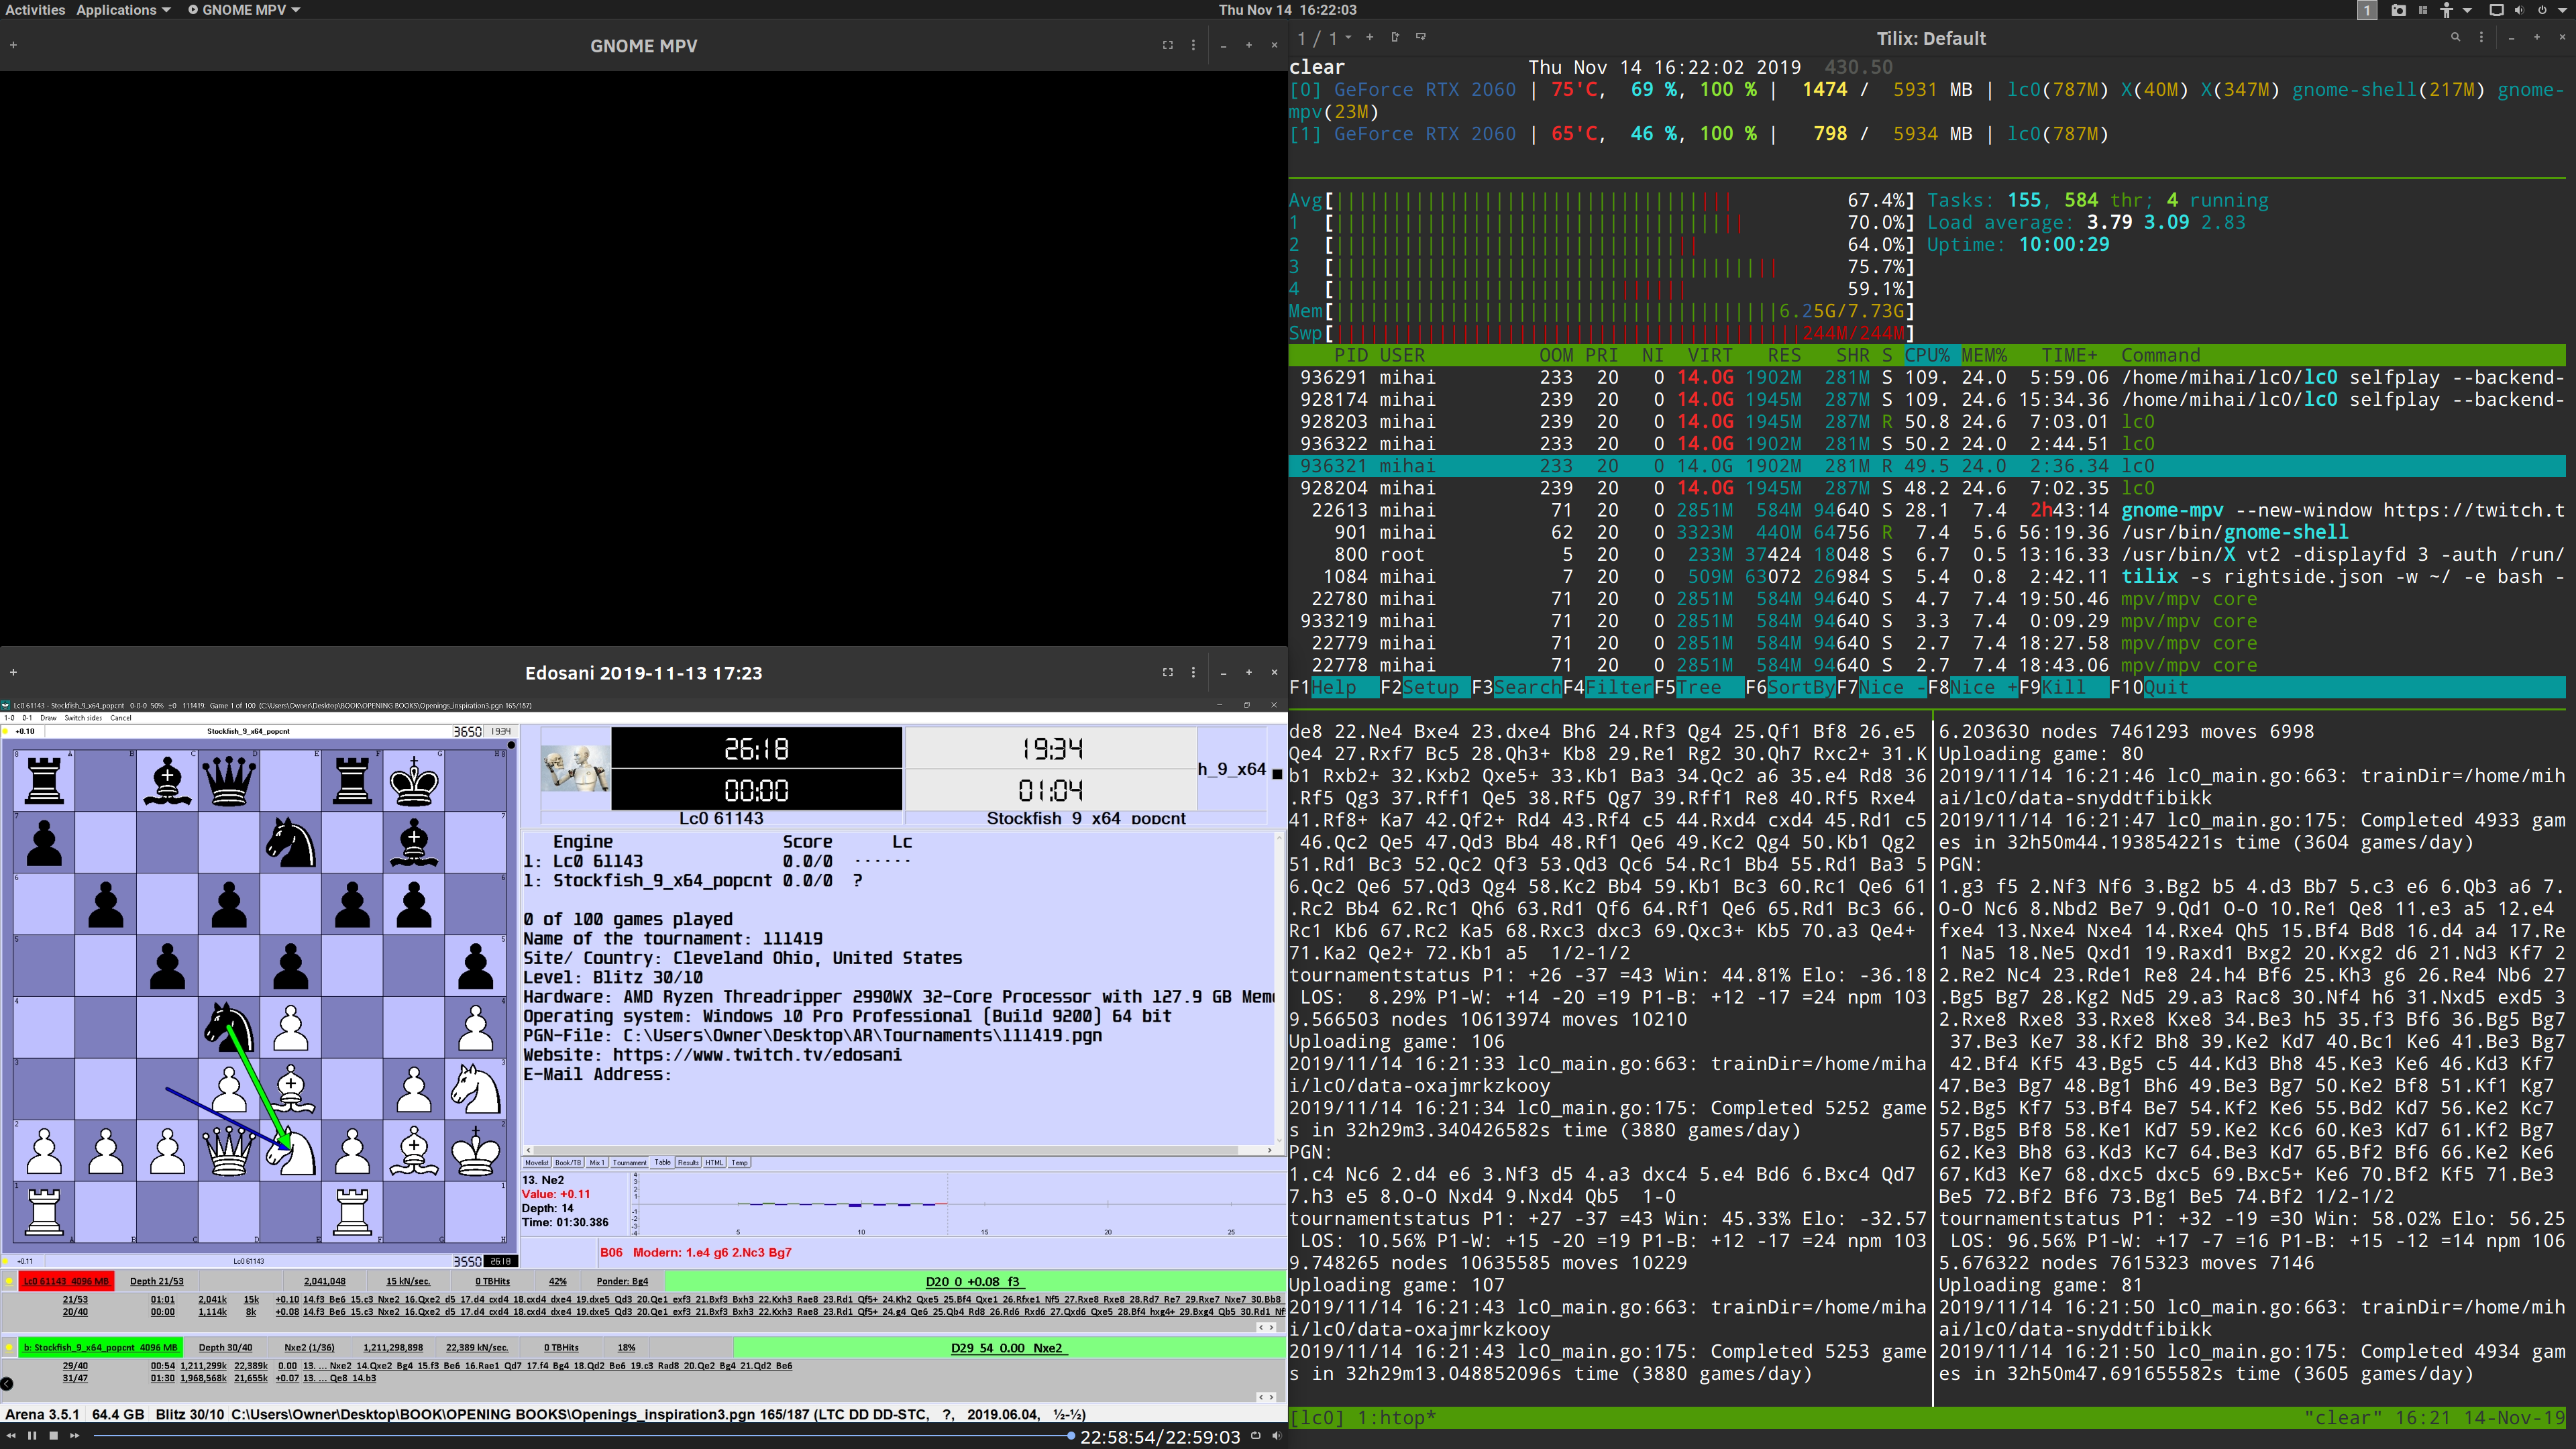 Activities Applications GNOME MPV Thu Nov 14 16:22:03 1
GNOME MPV
1 / 1 Tilix: Default
clear Thu Nov 14 16:22:02 2019 430.50
[0] GeForce RTX 2060 | 75'C, 69 %, 100 % | 1474 / 5931 MB | lc0(787M) X(40M) X(347M) gnome-shell(217M) gnome-
mpv(23M)
[1] GeForce RTX 2060 | 65'C, 46 %, 100 % | 798 / 5934 MB | lc0(787M)
Avg[ 67.4%] Tasks: 155, 584 thr; 4 running
1 [ 70.0%] Load average: 3.79 3.09 2.83
2 [ 64.0%] Uptime: 10:00:29
3 [ 75.7%]
4 [ 59.1%]
Mem[ 6.25G/7.73G]
Swp[ 244M/244M]
PID USER OOM PRI NI VIRT RES SHR S CPU% MEM% TIME+ Command
936291 mihai 233 20 0 14.0G 1902M 281M S 109. 24.0 5:59.06 /home/mihai/lc0/lc0 selfplay --backend-
928174 mihai 239 20 0 14.0G 1945M 287M S 109. 24.6 15:34.36 /home/mihai/lc0/lc0 selfplay --backend-
928203 mihai 239 20 0 14.0G 1945M 287M R 50.8 24.6 7:03.01 lc0
936322 mihai 233 20 0 14.0G 1902M 281M S 50.2 24.0 2:44.51 lc0
936321 mihai 233 20 0 14.0G 1902M 281M R 49.5 24.0 2:36.34 lc0
928204 mihai 239 20 0 14.0G 1945M 287M S 48.2 24.6 7:02.35 lc0
22613 mihai 71 20 0 2851M 584M 94640 S 28.1 7.4 2h43:14 gnome-mpv --new-window https://twitch.t
901 mihai 62 20 0 3323M 440M 64756 R 7.4 5.6 56:19.36 /usr/bin/gnome-shell
800 root 5 20 0 233M 37424 18048 S 6.7 0.5 13:16.33 /usr/bin/X vt2 -displayfd 3 -auth /run/
1084 mihai 7 20 0 509M 63072 26984 S 5.4 0.8 2:42.11 tilix -s rightside.json -w ~/ -e bash -
22780 mihai 71 20 0 2851M 584M 94640 S 4.7 7.4 19:50.46 mpv/mpv core
933219 mihai 71 20 0 2851M 584M 94640 S 3.3 7.4 0:09.29 mpv/mpv core
22779 mihai 71 20 0 2851M 584M 94640 S 2.7 7.4 18:27.58 mpv/mpv core
22778 mihai 71 20 0 2851M 584M 94640 S 2.7 7.4 18:43.06 mpv/mpv core
F1Help F2Setup F3SearchF4FilterF5Tree F6SortByF7Nice -F8Nice +F9Kill F10Quit
de8 22.Ne4 Bxe4 23.dxe4 Bh6 24.Rf3 Qg4 25.Qf1 Bf8 26.e5
Qe4 27.Rxf7 Bc5 28.Qh3+ Kb8 29.Re1 Rg2 30.Qh7 Rxc2+ 31.K
b1 Rxb2+ 32.Kxb2 Qxe5+ 33.Kb1 Ba3 34.Qc2 a6 35.e4 Rd8 36
.Rf5 Qg3 37.Rff1 Qe5 38.Rf5 Qg7 39.Rff1 Re8 40.Rf5 Rxe4
41.Rf8+ Ka7 42.Qf2+ Rd4 43.Rf4 c5 44.Rxd4 cxd4 45.Rd1 c5
46.Qc2 Qe5 47.Qd3 Bb4 48.Rf1 Qe6 49.Kc2 Qg4 50.Kb1 Qg2
51.Rd1 Bc3 52.Qc2 Qf3 53.Qd3 Qc6 54.Rc1 Bb4 55.Rd1 Ba3 5
6.Qc2 Qe6 57.Qd3 Qg4 58.Kc2 Bb4 59.Kb1 Bc3 60.Rc1 Qe6 61
.Rc2 Bb4 62.Rc1 Qh6 63.Rd1 Qf6 64.Rf1 Qe6 65.Rd1 Bc3 66.
Rc1 Kb6 67.Rc2 Ka5 68.Rxc3 dxc3 69.Qxc3+ Kb5 70.a3 Qe4+
71.Ka2 Qe2+ 72.Kb1 a5 1/2-1/2
tournamentstatus P1: +26 -37 =43 Win: 44.81% Elo: -36.18
LOS: 8.29% P1-W: +14 -20 =19 P1-B: +12 -17 =24 npm 103
9.566503 nodes 10613974 moves 10210
Uploading game: 106
2019/11/14 16:21:33 lc0_main.go:663: trainDir=/home/miha
i/lc0/data-oxajmrkzkooy
2019/11/14 16:21:34 lc0_main.go:175: Completed 5252 game
s in 32h29m3.340426582s time (3880 games/day)
PGN:
1.c4 Nc6 2.d4 e6 3.Nf3 d5 4.a3 dxc4 5.e4 Bd6 6.Bxc4 Qd7
7.h3 e5 8.O-O Nxd4 9.Nxd4 Qb5 1-0
tournamentstatus P1: +27 -37 =43 Win: 45.33% Elo: -32.57
LOS: 10.56% P1-W: +15 -20 =19 P1-B: +12 -17 =24 npm 103
9.748265 nodes 10635585 moves 10229
Uploading game: 107
2019/11/14 16:21:43 lc0_main.go:663: trainDir=/home/miha
i/lc0/data-oxajmrkzkooy
2019/11/14 16:21:43 lc0_main.go:175: Completed 5253 game
s in 32h29m13.048852096s time (3880 games/day)
6.203630 nodes 7461293 moves 6998
Uploading game: 80
2019/11/14 16:21:46 lc0_main.go:663: trainDir=/home/mih
ai/lc0/data-snyddtfibikk
2019/11/14 16:21:47 lc0_main.go:175: Completed 4933 gam
es in 32h50m44.193854221s time (3604 games/day)
PGN:
1.g3 f5 2.Nf3 Nf6 3.Bg2 b5 4.d3 Bb7 5.c3 e6 6.Qb3 a6 7.
O-O Nc6 8.Nbd2 Be7 9.Qd1 O-O 10.Re1 Qe8 11.e3 a5 12.e4
fxe4 13.Nxe4 Nxe4 14.Rxe4 Qh5 15.Bf4 Bd8 16.d4 a4 17.Re
1 Na5 18.Ne5 Qxd1 19.Raxd1 Bxg2 20.Kxg2 d6 21.Nd3 Kf7 2
2.Re2 Nc4 23.Rde1 Re8 24.h4 Bf6 25.Kh3 g6 26.Re4 Nb6 27
.Bg5 Bg7 28.Kg2 Nd5 29.a3 Rac8 30.Nf4 h6 31.Nxd5 exd5 3
2.Rxe8 Rxe8 33.Rxe8 Kxe8 34.Be3 h5 35.f3 Bf6 36.Bg5 Bg7
37.Be3 Ke7 38.Kf2 Bh8 39.Ke2 Kd7 40.Bc1 Ke6 41.Be3 Bg7
42.Bf4 Kf5 43.Bg5 c5 44.Kd3 Bh8 45.Ke3 Ke6 46.Kd3 Kf7
47.Be3 Bg7 48.Bg1 Bh6 49.Be3 Bg7 50.Ke2 Bf8 51.Kf1 Kg7
52.Bg5 Kf7 53.Bf4 Be7 54.Kf2 Ke6 55.Bd2 Kd7 56.Ke2 Kc7
57.Bg5 Bf8 58.Ke1 Kd7 59.Ke2 Kc6 60.Ke3 Kd7 61.Kf2 Bg7
62.Ke3 Bh8 63.Kd3 Kc7 64.Be3 Kd7 65.Bf2 Bf6 66.Ke2 Ke6
67.Kd3 Ke7 68.dxc5 dxc5 69.Bxc5+ Ke6 70.Bf2 Kf5 71.Be3
Be5 72.Bf2 Bf6 73.Bg1 Be5 74.Bf2 1/2-1/2
tournamentstatus P1: +32 -19 =30 Win: 58.02% Elo: 56.25
LOS: 96.56% P1-W: +17 -7 =16 P1-B: +15 -12 =14 npm 106
5.676322 nodes 7615323 moves 7146
Uploading game: 81
2019/11/14 16:21:50 lc0_main.go:663: trainDir=/home/mih
ai/lc0/data-snyddtfibikk
2019/11/14 16:21:50 lc0_main.go:175: Completed 4934 gam
es in 32h50m47.691655582s time (3605 games/day)
[lc0] 1:htop* "clear" 16:21 14-Nov-19
Edosani 2019-11-13 17:23
Lc0 61143 - Stockfish_9_x64_popcnt 0-0-0 50% ±0 111419: Game 1 of 100 (C:\Users\Owner\Desktop\BOOK\OPENING BOOKS\Openings_inspiration3.pgn 165/187)
1-0 0-1 Draw Switch sides Cancel
+0.10 Stockfish_9_x64_popcnt 3650 19:34
26:18 19:34
h_9_x64
00:00 01:04
Lc0 61143 Stockfish_9_x64_popcnt
Engine Score Lc
1: Lc0 61143 0.0/0 ······
1: Stockfish_9_x64_popcnt 0.0/0 ?
0 of 100 games played
Name of the tournament: 111419
Site/ Country: Cleveland Ohio, United States
Level: Blitz 30/10
Hardware: AMD Ryzen Threadripper 2990WX 32-Core Processor with 127.9 GB Mem
Operating system: Windows 10 Pro Professional (Build 9200) 64 bit
PGN-File: C:\Users\Owner\Desktop\AR\Tournaments\111419.pgn
Website: https://www.twitch.tv/edosani
E-Mail Address:
Movelist Book/TB Mix 1 Tournament Table Results HTML Temp
13. Ne2
Value: +0.11
Depth: 14
Time: 01:30.386
5 10 15 20 25
B06 Modern: 1.e4 g6 2.Nc3 Bg7
+0.11 Lc0 61143 3550 26:18
Lc0 61143 4096 MB Depth 21/53 2,041,048 15 kN/sec. 0 TBHits 42% Ponder: Bg4 D20 0 +0.08 f3
21/53 01:01 2,041k 15k +0.10 14.f3 Be6 15.c3 Nxe2 16.Qxe2 d5 17.d4 cxd4 18.cxd4 dxe4 19.dxe5 Qd3 20.Qe1 exf3 21.Bxf3 Bxh3 22.Kxh3 Rae8 23.Rd1 Qf5+ 24.Kh2 Qxe5 25.Bf4 Qxe1 26.Rfxe1 Nf5 27.Rxe8 Rxe8 28.Rd7 Re7 29.Rxe7 Nxe7 30.Bb8
20/40 00:00 1,114k 8k +0.08 14.f3 Be6 15.c3 Nxe2 16.Qxe2 d5 17.d4 cxd4 18.cxd4 dxe4 19.dxe5 Qd3 20.Qe1 exf3 21.Bxf3 Bxh3 22.Kxh3 Rae8 23.Rd1 Qf5+ 24.g4 Qe6 25.Qb4 Rd8 26.Rd6 Rxd6 27.Qxd6 Qxe5 28.Bf4 hxg4+ 29.Bxg4 Qb5 30.Rd1 Nf
b: Stockfish_9_x64_popcnt 4096 MB Depth 30/40 Nxe2 (1/36) 1,211,298,898 22,389 kN/sec. 0 TBHits 18% D29 54 0.00 Nxe2
29/40 00:54 1,211,299k 22,389k 0.00 13. ... Nxe2 14.Qxe2 Bg4 15.f3 Be6 16.Rae1 Qd7 17.f4 Bg4 18.Qd2 Be6 19.c3 Rad8 20.Qe2 Bg4 21.Qd2 Be6
31/47 01:30 1,968,568k 21,655k +0.07 13. ... Qe8 14.b3
Arena 3.5.1 64.4 GB Blitz 30/10 C:\Users\Owner\Desktop\BOOK\OPENING BOOKS\Openings_inspiration3.pgn 165/187 (LTC DD DD-STC, ?, 2019.06.04, ½-½)
22:58:54/22:59:03